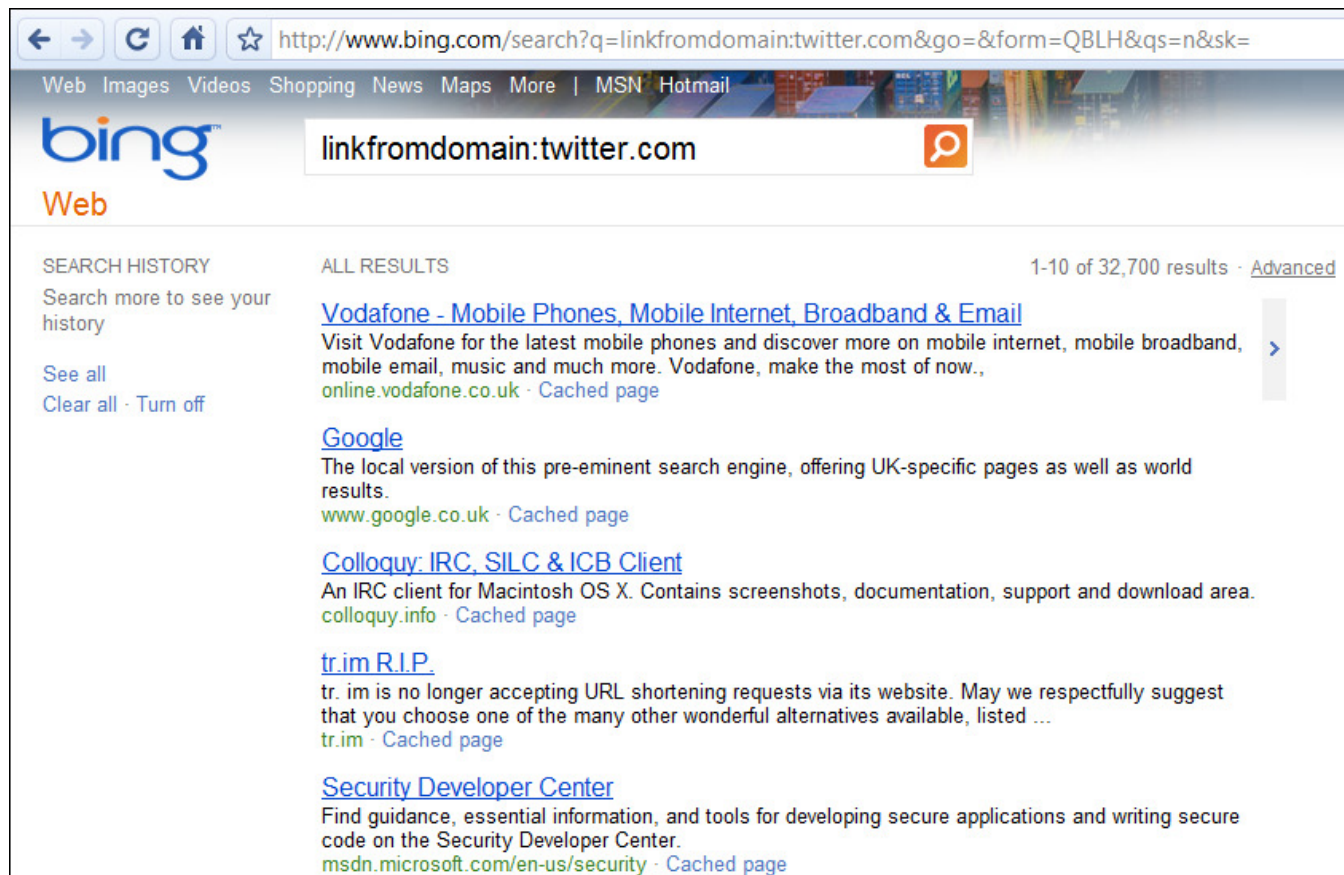 http://www.bing.com/search?q=linkfromdomain:twitter.com&go=&form=QBLH&qs=n&sk=
Web Images Videos Shopping News Maps More | MSN Hotmail
bing™
linkfromdomain:twitter.com
Web
SEARCH HISTORY
Search more to see your
history
See all
Clear all · Turn off
ALL RESULTS
1-10 of 32,700 results · Advanced
Vodafone - Mobile Phones, Mobile Internet, Broadband & Email
Visit Vodafone for the latest mobile phones and discover more on mobile internet, mobile broadband,
mobile email, music and much more. Vodafone, make the most of now.,
online.vodafone.co.uk · Cached page
Google
The local version of this pre-eminent search engine, offering UK-specific pages as well as world
results.
www.google.co.uk · Cached page
Colloquy: IRC, SILC & ICB Client
An IRC client for Macintosh OS X. Contains screenshots, documentation, support and download area.
colloquy.info · Cached page
tr.im R.I.P.
tr. im is no longer accepting URL shortening requests via its website. May we respectfully suggest
that you choose one of the many other wonderful alternatives available, listed ...
tr.im · Cached page
Security Developer Center
Find guidance, essential information, and tools for developing secure applications and writing secure
code on the Security Developer Center.
msdn.microsoft.com/en-us/security · Cached page